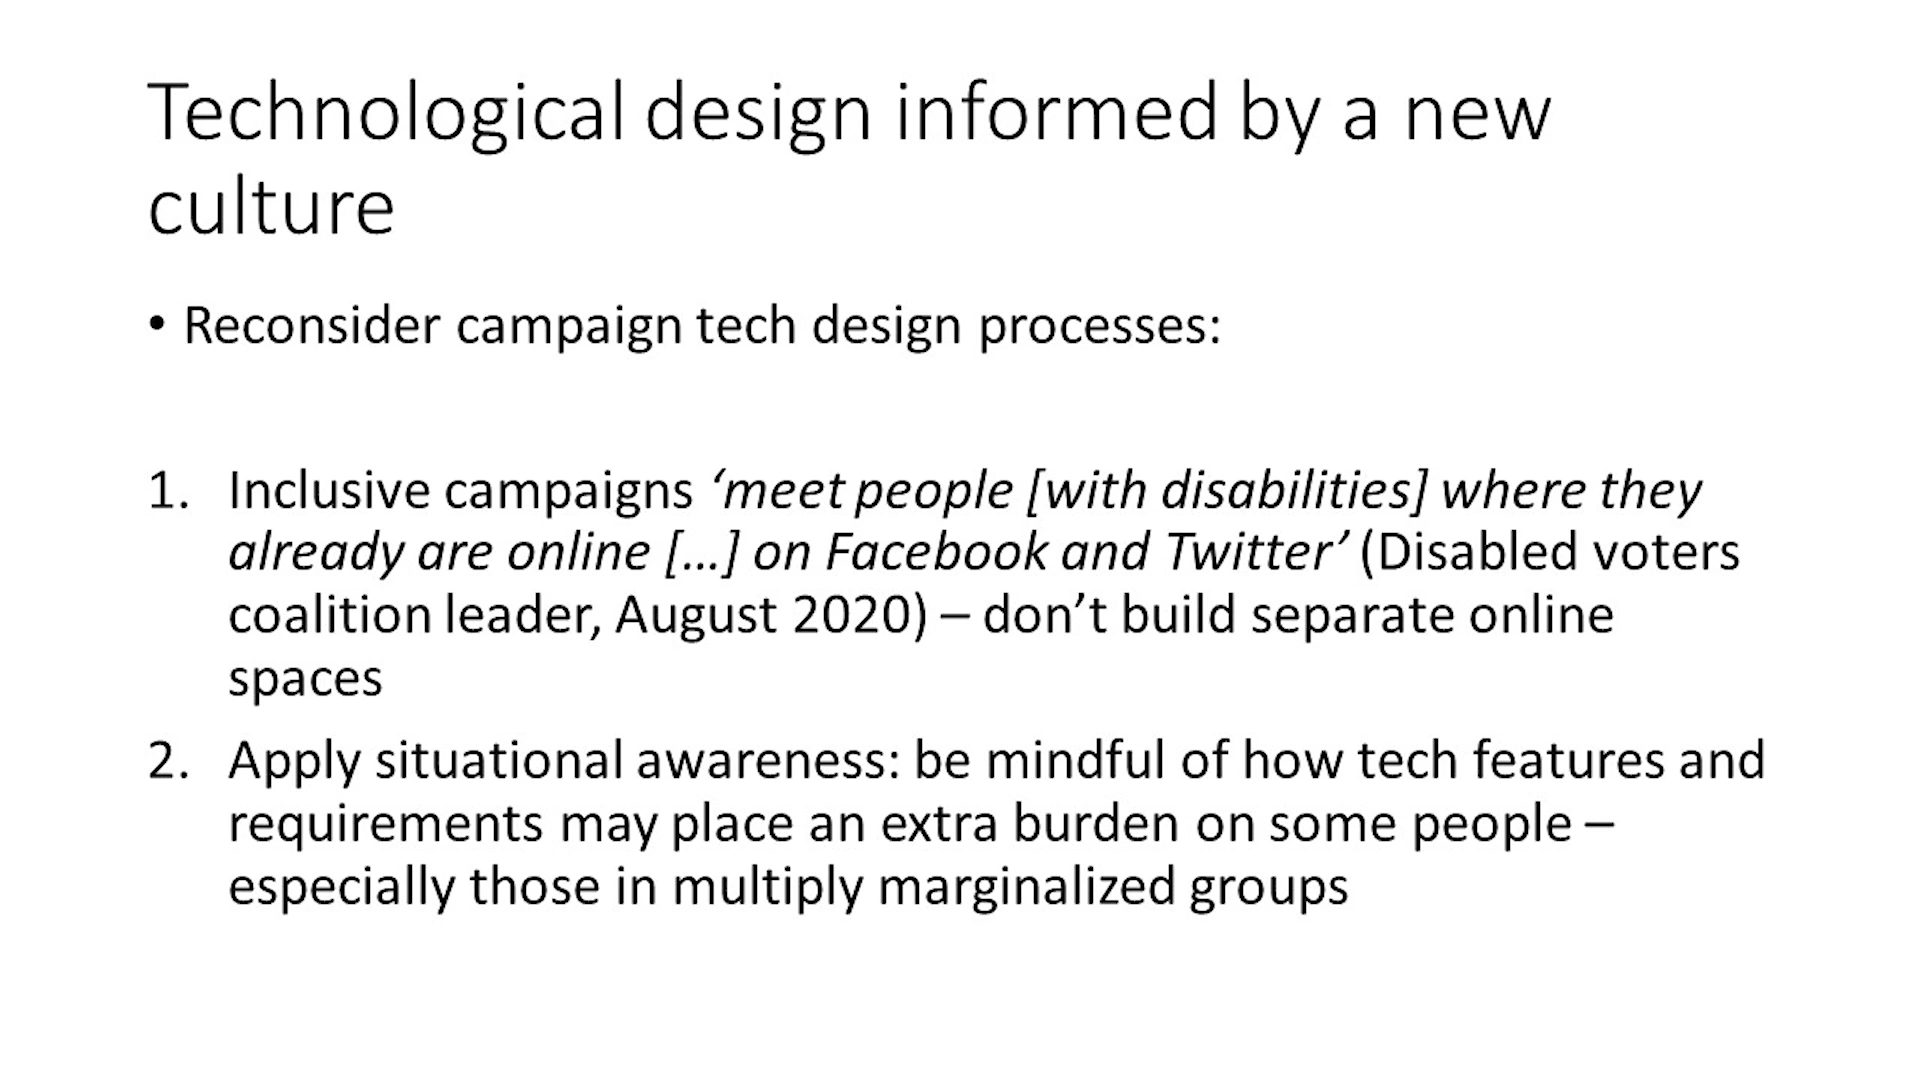 Technological design informed by a new
culture
• Reconsider campaign tech design processes:
1. Inclusive campaigns ‘meet people [with disabilities] where they
already are online […] on Facebook and Twitter’ (Disabled voters
coalition leader, August 2020) – don’t build separate online
spaces
2. Apply situational awareness: be mindful of how tech features and
requirements may place an extra burden on some people –
especially those in multiply marginalized groups